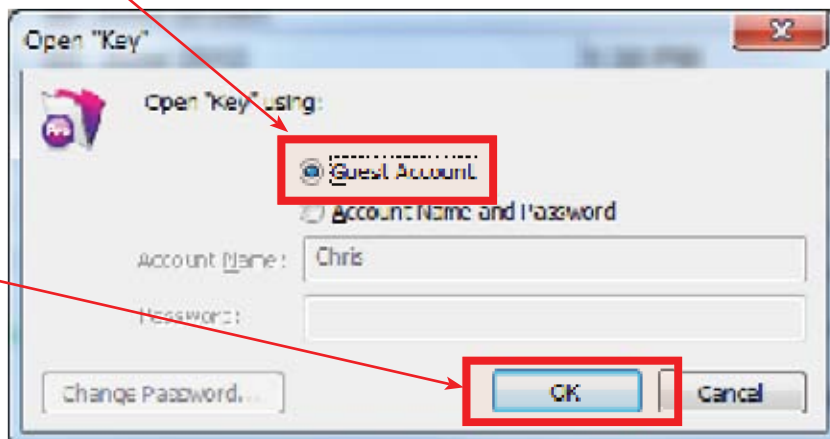 Open "Key"
Open "Key" using:
Pro
Guest Account
Account Name and Password
Account Name:
Chris
Password:
Change Password...
OK
Cancel